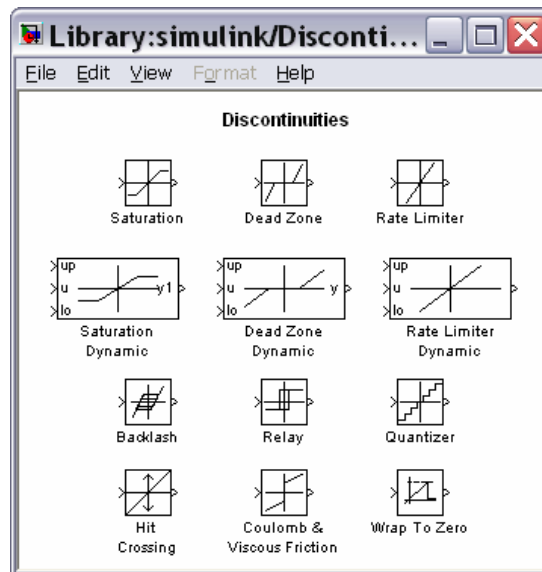 Library:simulink/Disconti...
File Edit View Format Help
Discontinuities
Saturation Dead Zone Rate Limiter
up up up
u y1 u y u
lo lo lo
Saturation Dead Zone Rate Limiter
Dynamic Dynamic Dynamic
Backlash Relay Quantizer
Hit Coulomb & Wrap To Zero
Crossing Viscous Friction